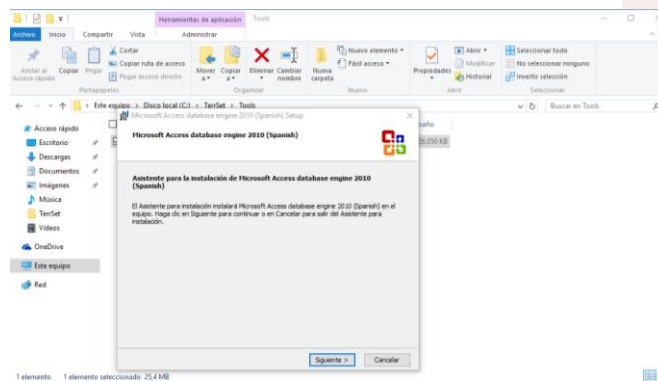 Herramientas de aplicación Tools
Archivo Inicio Compartir Vista Administrar
Anclar al Acceso rápido
Copiar
Pegar
Cortar
Copiar ruta de acceso
Pegar acceso directo
Portapapeles
Mover a
Copiar a
Eliminar
Cambiar nombre
Organizar
Nueva carpeta
Nuevo elemento
Fácil acceso
Nuevo
Propiedades
Abrir
Modificar
Historial
Abrir
Seleccionar todo
No seleccionar ninguno
Invertir selección
Seleccionar
Este equipo > Disco local (C:) > TenSet > Tools
Buscar en Tools
Acceso rápido
Escritorio
Descargas
Documentos
Imágenes
Música
TenSet
Vídeos
OneDrive
Este equipo
Red
Microsoft Access database engine 2010 (Spanish) Setup
Microsoft Access database engine 2010 (Spanish)
Asistente para la instalación de Microsoft Access database engine 2010
(Spanish)
El Asistente para instalación instalará Microsoft Access database engine 2010 (Spanish) en el
equipo. Haga clic en Siguiente para continuar o en Cancelar para salir del Asistente para
instalación.
Siguiente >
Cancelar
26.050 KB
1 elemento 1 elemento seleccionado 25,4 MB